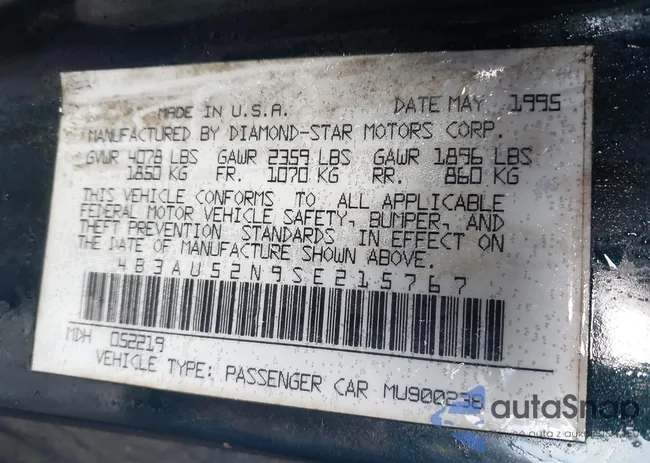 MADE IN U.S.A. DATE MAY 1995
MANUFACTURED BY DIAMOND-STAR MOTORS CORP.
GVWR 4078 LBS GAWR 2359 LBS GAWR 1896 LBS
1850 KG FR. 1070 KG RR. 860 KG
THIS VEHICLE CONFORMS TO ALL APPLICABLE
FEDERAL MOTOR VEHICLE SAFETY, BUMPER, AND
THEFT PREVENTION STANDARDS IN EFFECT ON
THE DATE OF MANUFACTURE SHOWN ABOVE.
4B3AU52N9SE215767
MDH 052219
VEHICLE TYPE: PASSENGER CAR MU900238
autoSnap
auta z